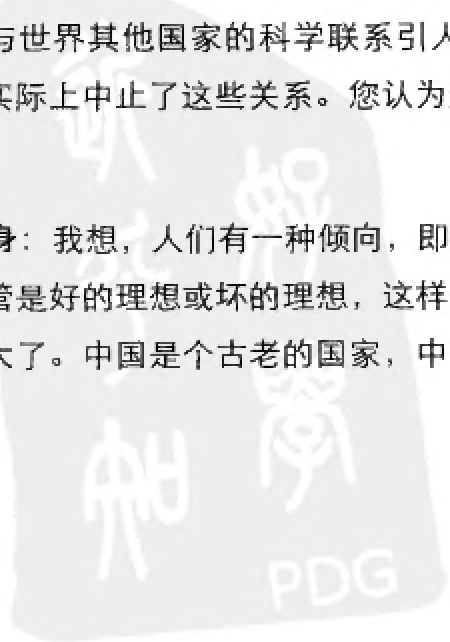 与世界其他国家的科学联系引人
实际上中止了这些关系。您认为
身：我想，人们有一种倾向，即
管是好的理想或坏的理想，这样
大了。中国是个古老的国家，中
PDG